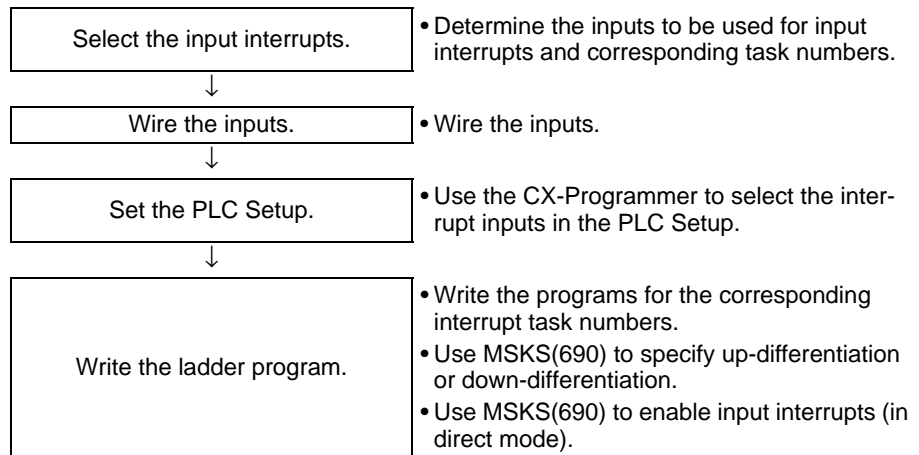 Select the input interrupts.
• Determine the inputs to be used for input
interrupts and corresponding task numbers.
↓
Wire the inputs.
• Wire the inputs.
↓
Set the PLC Setup.
• Use the CX-Programmer to select the inter-
rupt inputs in the PLC Setup.
↓
Write the ladder program.
• Write the programs for the corresponding
interrupt task numbers.
• Use MSKS(690) to specify up-differentiation
or down-differentiation.
• Use MSKS(690) to enable input interrupts (in
direct mode).